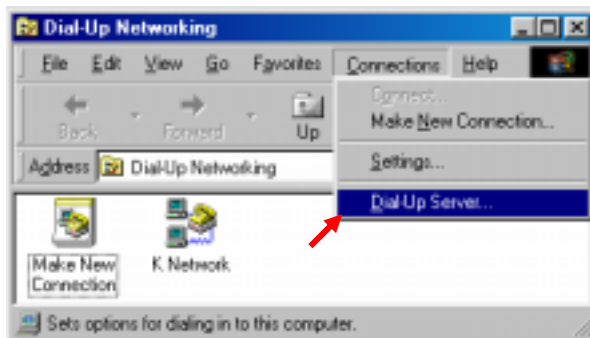 Dial-Up Networking
File Edit View Go Favorites Connections Help
Back Forward Up
Connect...
Make New Connection...
Settings...
Dial-Up Server...
Address Dial-Up Networking
Make New
Connection
K Network
Sets options for dialing in to this computer.